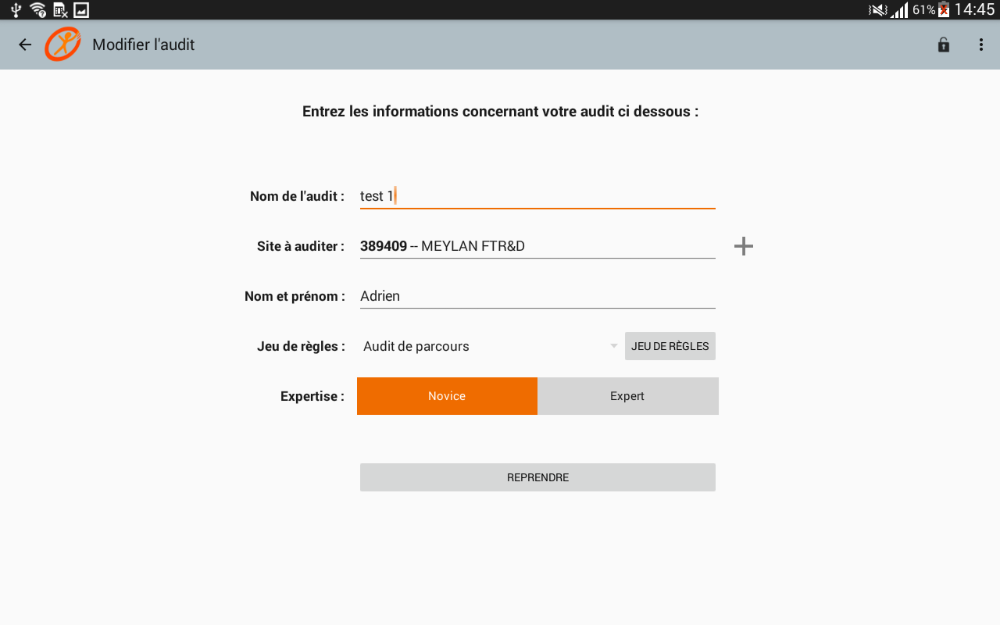 61% 14:45
Modifier l'audit
Entrez les informations concernant votre audit ci dessous :
Nom de l'audit : test 1
Site à auditer : 389409 -- MEYLAN FTR&D
Nom et prénom : Adrien
Jeu de règles : Audit de parcours JEU DE RÈGLES
Expertise : Novice Expert
REPRENDRE